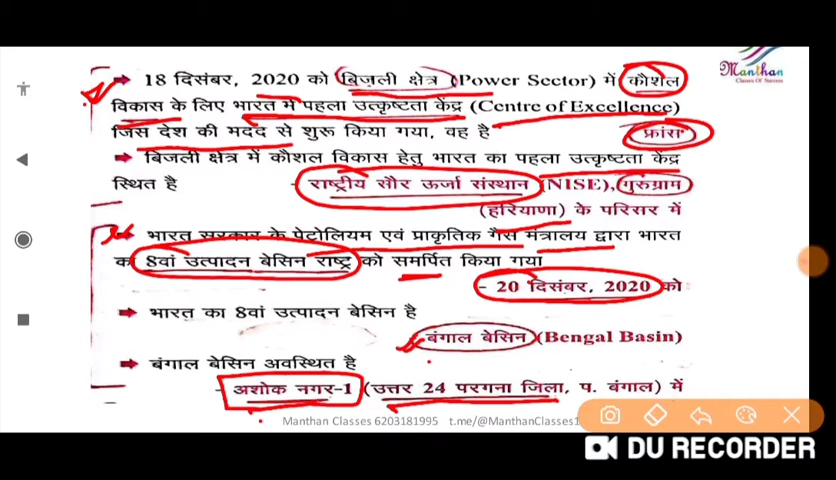 Manthan
Classes Of Success
➔ 18 दिसंबर, 2020 को बिजली क्षेत्र (Power Sector) में कौशल
विकास के लिए भारत में पहला उत्कृष्टता केंद्र (Centre of Excellence)
जिस देश की मदद से शुरू किया गया, वह है - फ्रांस
➔ बिजली क्षेत्र में कौशल विकास हेतु भारत का पहला उत्कृष्टता केंद्र
स्थित है - राष्ट्रीय सौर ऊर्जा संस्थान (NISE), गुरुग्राम
(हरियाणा) के परिसर में
भारत सरकार के पेट्रोलियम एवं प्राकृतिक गैस मंत्रालय द्वारा भारत
का 8वां उत्पादन बेसिन राष्ट्र को समर्पित किया गया
- 20 दिसंबर, 2020 को
➔ भारत का 8वां उत्पादन बेसिन है
बंगाल बेसिन (Bengal Basin)
➔ बंगाल बेसिन अवस्थित है
- अशोक नगर-1 (उत्तर 24 परगना जिला, प. बंगाल) में
Manthan Classes 6203181995 t.me/@ManthanClasses1
DU RECORDER